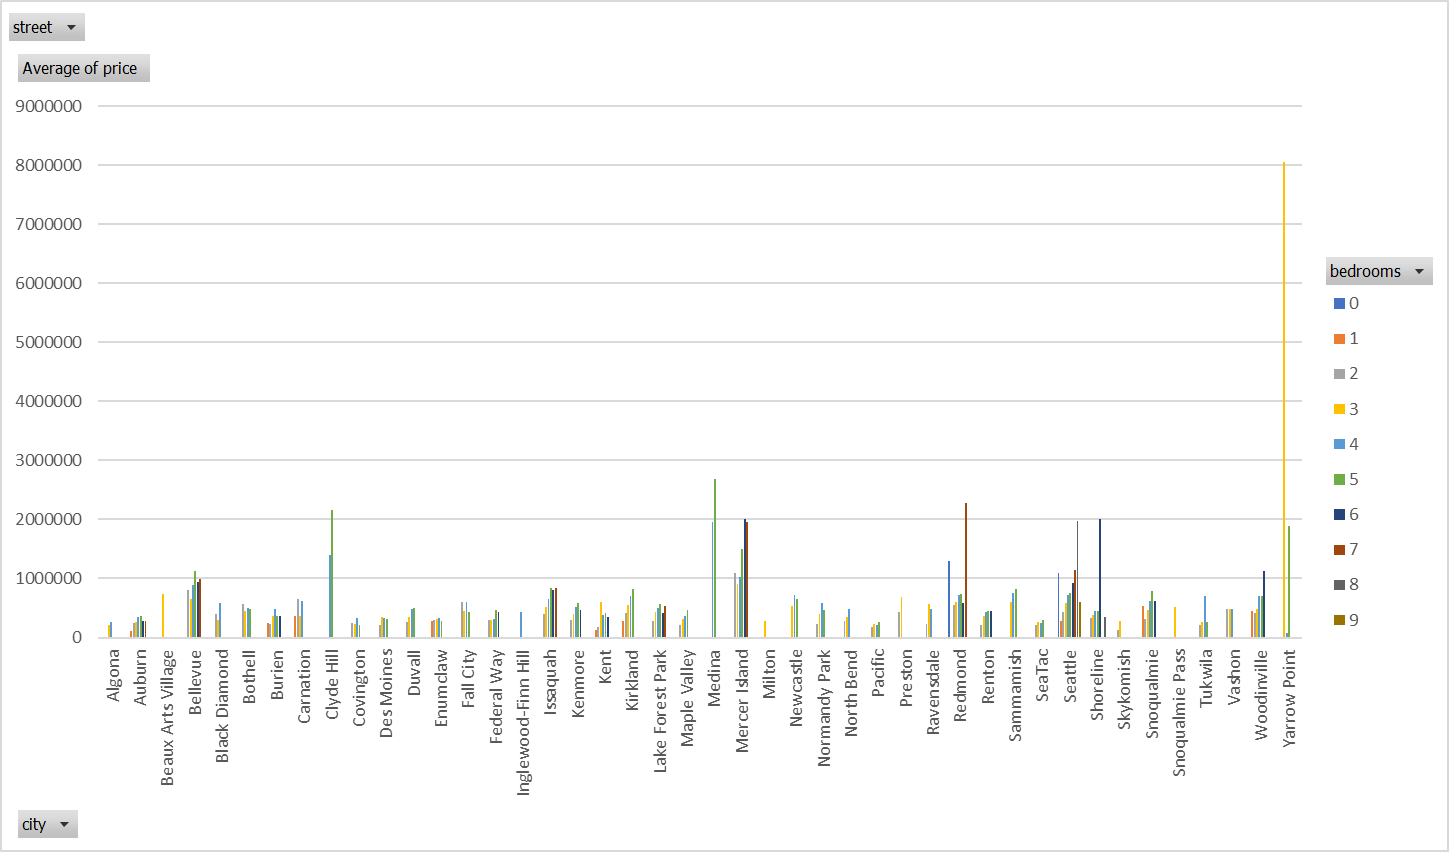 street
Average of price
9000000
8000000
7000000
6000000
5000000
4000000
3000000
2000000
1000000
0
Algona
Auburn
Beaux Arts Village
Bellevue
Black Diamond
Bothell
Burien
Carnation
Clyde Hill
Covington
Des Moines
Duvall
Enumclaw
Fall City
Federal Way
Inglewood-Finn Hill
Issaquah
Kenmore
Kent
Kirkland
Lake Forest Park
Maple Valley
Medina
Mercer Island
Milton
Newcastle
Normandy Park
North Bend
Pacific
Preston
Ravensdale
Redmond
Renton
Sammamish
SeaTac
Seattle
Shoreline
Skykomish
Snoqualmie
Snoqualmie Pass
Tukwila
Vashon
Woodinville
Yarrow Point
bedrooms
0
1
2
3
4
5
6
7
8
9
city